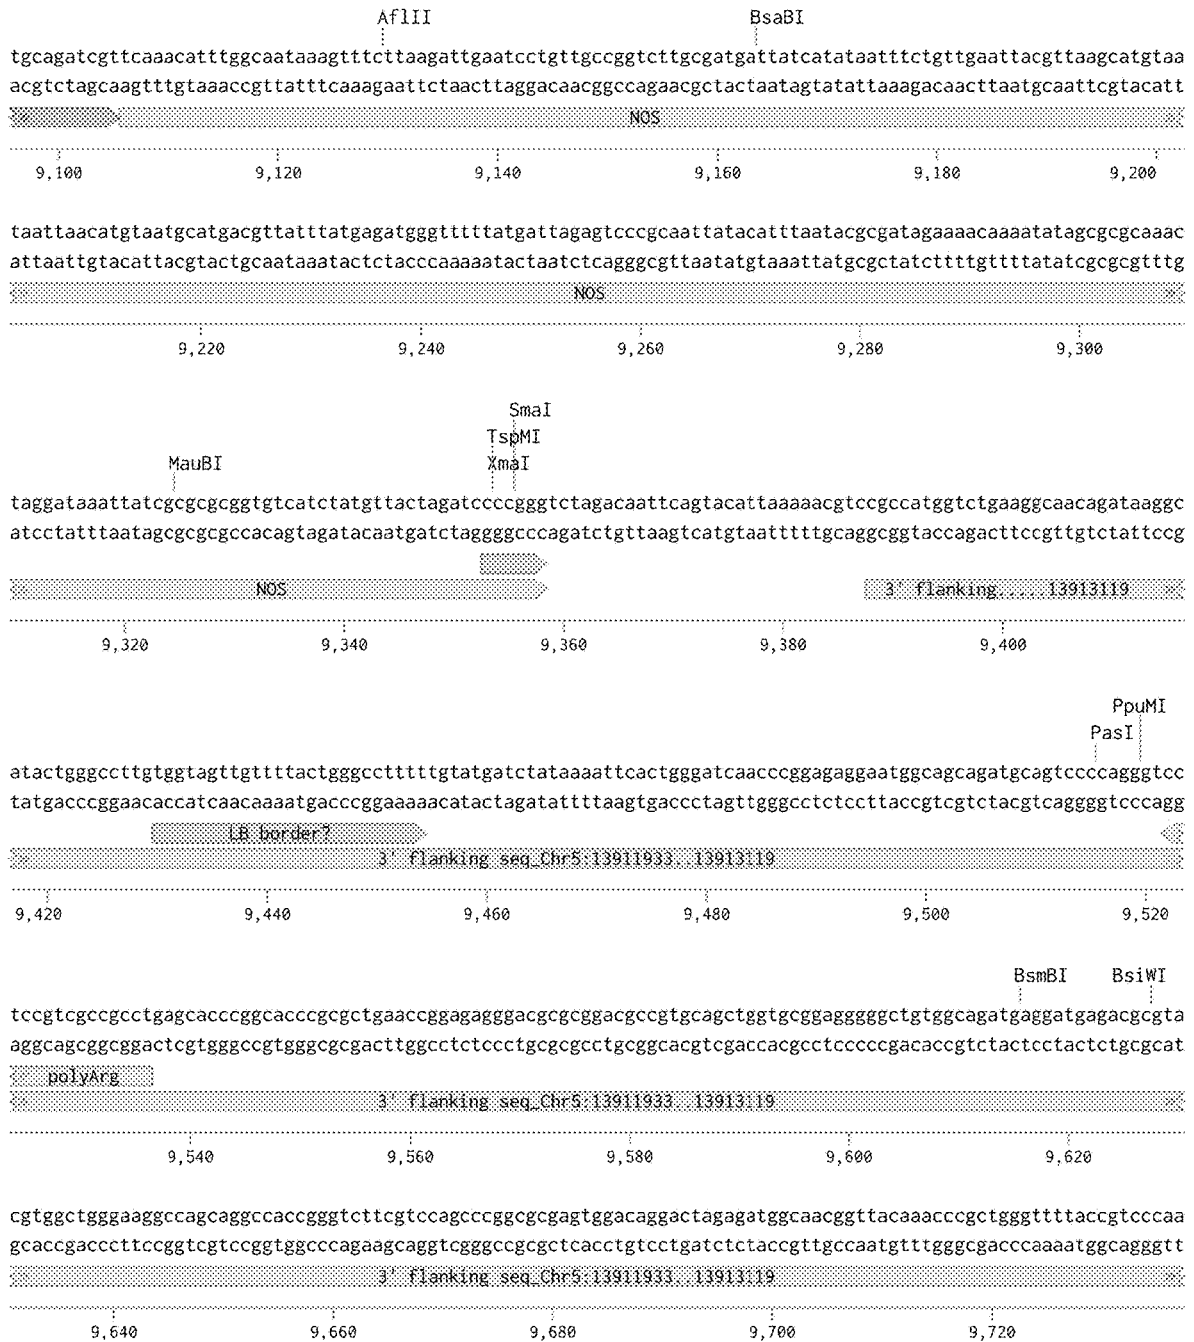 AflII BsaBI
tgcagatcgttcaaacatttggcaataaagtttcttaagattgaatcctgttgccggtcttgcgatgattatcatataatttctgttgaattacgttaagcatgtaa
acgtctagcaagtttgtaaaccgttatttcaaagaattctaacttaggacaacggccagaacgctactaatagtatattaaagacaacttaatgcaattcgtacatt
NOS
9,100 9,120 9,140 9,160 9,180 9,200
taattaacatgtaatgcatgacgttatttatgagatgggtttttatgattagagtcccgcaattatacatttaatacgcgatagaaaacaaaatatagcgcgcaaac
attaattgtacattacgtactgcaataaatactctacccaaaaatactaatctcagggcgttaatatgtaaattatgcgctatcttttgttttatatcgcgcgtttg
NOS
9,220 9,240 9,260 9,280 9,300
SmaI
TspMI
MauBI XmaI
taggataaattatcgcgcgcggtgtcatctatgttactagatccccgggtctagacaattcagtacattaaaaacgtccgccatggtctgaaggcaacagataaggc
atcctatttaatagcgcgcgccacagtagatacaatgatctaggggcccagatctgttaagtcatgtaatttttgcaggcggtaccagacttccgttgtctattccg
NOS 3' flanking.....13913119
9,320 9,340 9,360 9,380 9,400
PpuMI
PasI
atactgggccttgtggtagttgttttactgggcctttttgtatgatctataaaattcactgggatcaacccggagaggaatggcagcagatgcagtccccagggtcc
tatgacccggaacaccatcaacaaaatgacccggaaaaacatactagatattttaagtgaccctagttgggcctctccttaccgtcgtctacgtcaggggtcccagg
LB border?
3' flanking seq_Chr5:13911933..13913119
9,420 9,440 9,460 9,480 9,500 9,520
BsmBI BsiWI
tccgtcgccgcctgagcacccggcacccgcgctgaaccggagagggacgcgcggacgccgtgcagctggtgcggagggggctgtggcagatgaggatgagacgcgta
aggcagcggcggactcgtgggccgtgggcgcgacttggcctctccctgcgcgcctgcggcacgtcgaccacgcctcccccgacaccgtctactcctactctgcgcat
polyArg
3' flanking seq_Chr5:13911933..13913119
9,540 9,560 9,580 9,600 9,620
cgtggctgggaaggccagcaggccaccgggtcttcgtccagcccggcgcgagtggacaggactagagatggcaacggttacaaacccgctgggttttaccgtcccaa
gcaccgacccttccggtcgtccggtggcccagaagcaggtcgggccgcgctcacctgtcctgatctctaccgttgccaatgtttgggcgacccaaaatggcagggtt
3' flanking seq_Chr5:13911933..13913119
9,640 9,660 9,680 9,700 9,720